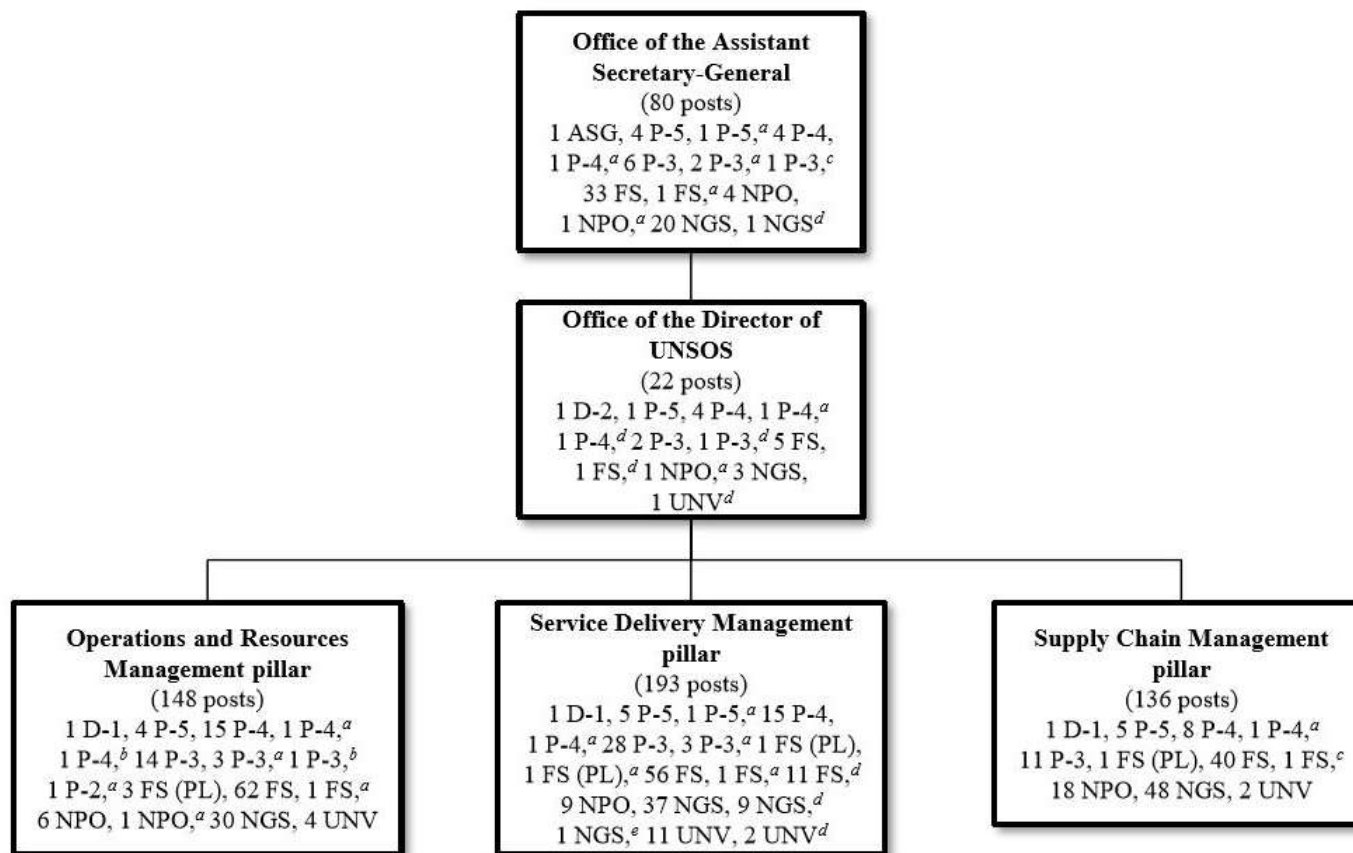 Office of the Assistant
Secretary-General
(80 posts)
1 ASG, 4 P-5, 1 P-5,ᵃ 4 P-4,
1 P-4,ᵃ 6 P-3, 2 P-3,ᵃ 1 P-3,ᶜ
33 FS, 1 FS,ᵃ 4 NPO,
1 NPO,ᵃ 20 NGS, 1 NGSᵈ
Office of the Director of
UNSOS
(22 posts)
1 D-2, 1 P-5, 4 P-4, 1 P-4,ᵃ
1 P-4,ᵈ 2 P-3, 1 P-3,ᵈ 5 FS,
1 FS,ᵈ 1 NPO,ᵃ 3 NGS,
1 UNVᵈ
Operations and Resources
Management pillar
(148 posts)
1 D-1, 4 P-5, 15 P-4, 1 P-4,ᵃ
1 P-4,ᵇ 14 P-3, 3 P-3,ᵃ 1 P-3,ᵇ
1 P-2,ᵃ 3 FS (PL), 62 FS, 1 FS,ᵃ
6 NPO, 1 NPO,ᵃ 30 NGS, 4 UNV
Service Delivery Management
pillar
(193 posts)
1 D-1, 5 P-5, 1 P-5,ᵃ 15 P-4,
1 P-4,ᵃ 28 P-3, 3 P-3,ᵃ 1 FS (PL),
1 FS (PL),ᵃ 56 FS, 1 FS,ᵃ 11 FS,ᵈ
9 NPO, 37 NGS, 9 NGS,ᵈ
1 NGS,ᵉ 11 UNV, 2 UNVᵈ
Supply Chain Management
pillar
(136 posts)
1 D-1, 5 P-5, 8 P-4, 1 P-4,ᵃ
11 P-3, 1 FS (PL), 40 FS, 1 FS,ᶜ
18 NPO, 48 NGS, 2 UNV